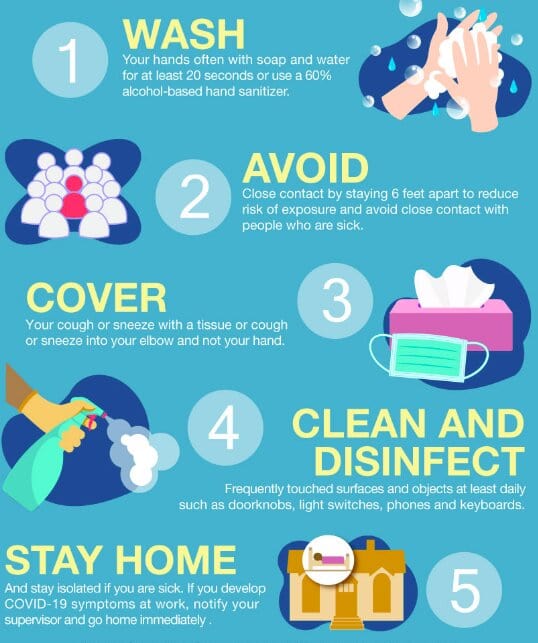 1
WASH
Your hands often with soap and water
for at least 20 seconds or use a 60%
alcohol-based hand sanitizer.
2
AVOID
Close contact by staying 6 feet apart to reduce
risk of exposure and avoid close contact with
people who are sick.
COVER
Your cough or sneeze with a tissue or cough
or sneeze into your elbow and not your hand.
3
4
CLEAN AND
DISINFECT
Frequently touched surfaces and objects at least daily
such as doorknobs, light switches, phones and keyboards.
STAY HOME
And stay isolated if you are sick. If you develop
COVID-19 symptoms at work, notify your
supervisor and go home immediately .
5